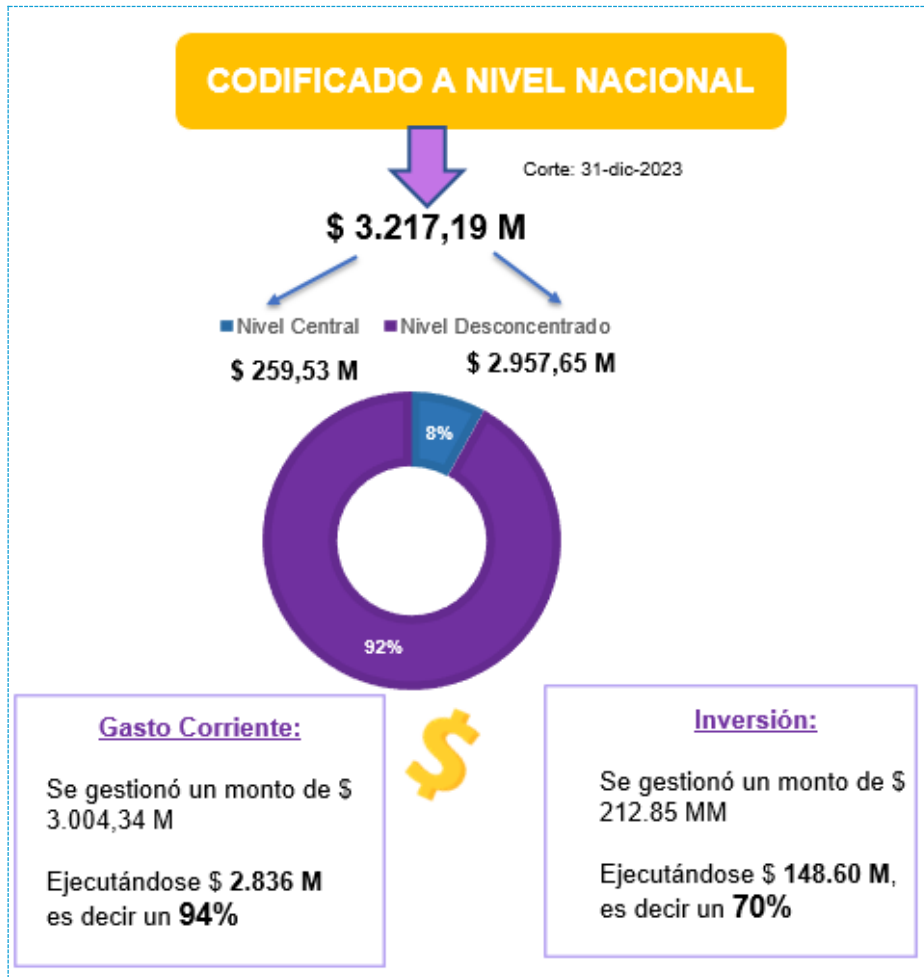 CODIFICADO A NIVEL NACIONAL
Corte: 31-dic-2023
$ 3.217,19 M
Nivel Central
Nivel Desconcentrado
$ 259,53 M
$ 2.957,65 M
8%
92%
Gasto Corriente:
Se gestionó un monto de $
3.004,34 M
Ejecutándose $ 2.836 M
es decir un 94%
$
Inversión:
Se gestionó un monto de $
212.85 MM
Ejecutándose $ 148.60 M,
es decir un 70%